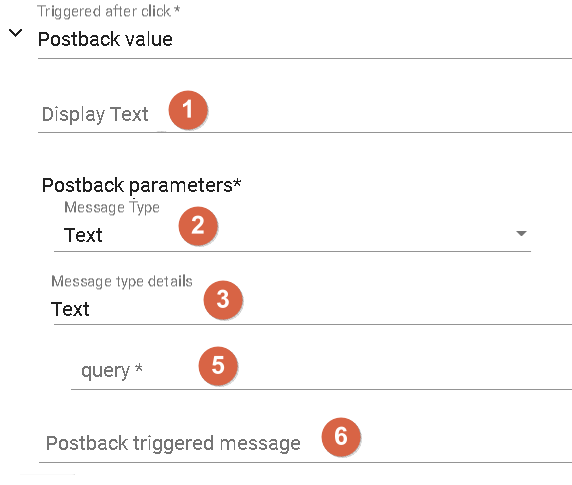 Triggered after click *
Postback value
Display Text 1
Postback parameters*
Message Type
Text 2
Message type details
Text 3
query * 5
Postback triggered message 6